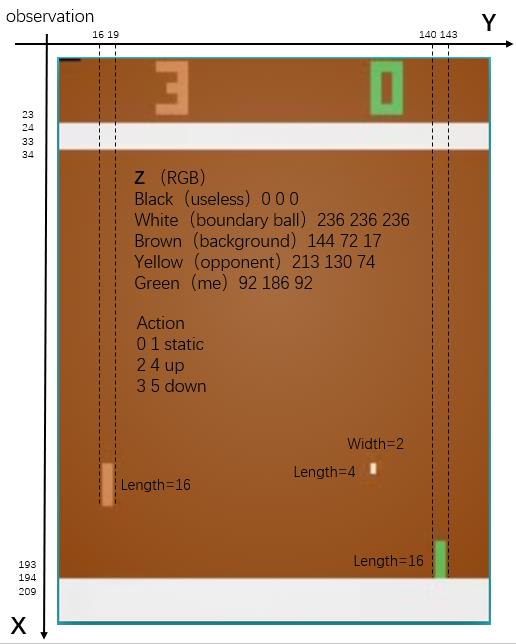 observation
Y
16 19
140 143
3
0
23
24
33
34
Z （RGB）
Black（useless）0 0 0
White（boundary ball）236 236 236
Brown（background）144 72 17
Yellow（opponent）213 130 74
Green（me）92 186 92
Action
0 1 static
2 4 up
3 5 down
Width=2
Length=4
Length=16
Length=16
193
194
209
X